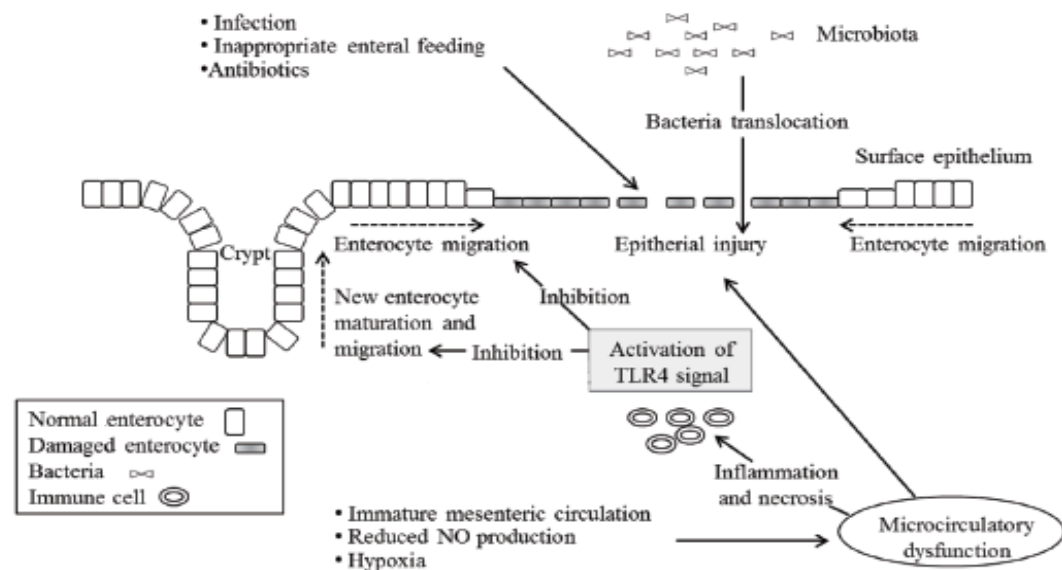 • Infection
• Inappropriate enteral feeding
•Antibiotics
Microbiota
Bacteria translocation
Surface epithelium
Enterocyte migration
Epitherial injury
Enterocyte migration
Crypt
New enterocyte
maturation and
migration
Inhibition
Inhibition
Activation of
TLR4 signal
Normal enterocyte
Damaged enterocyte
Bacteria
Immune cell
Inflammation
and necrosis
• Immature mesenteric circulation
• Reduced NO production
• Hypoxia
Microcirculatory
dysfunction